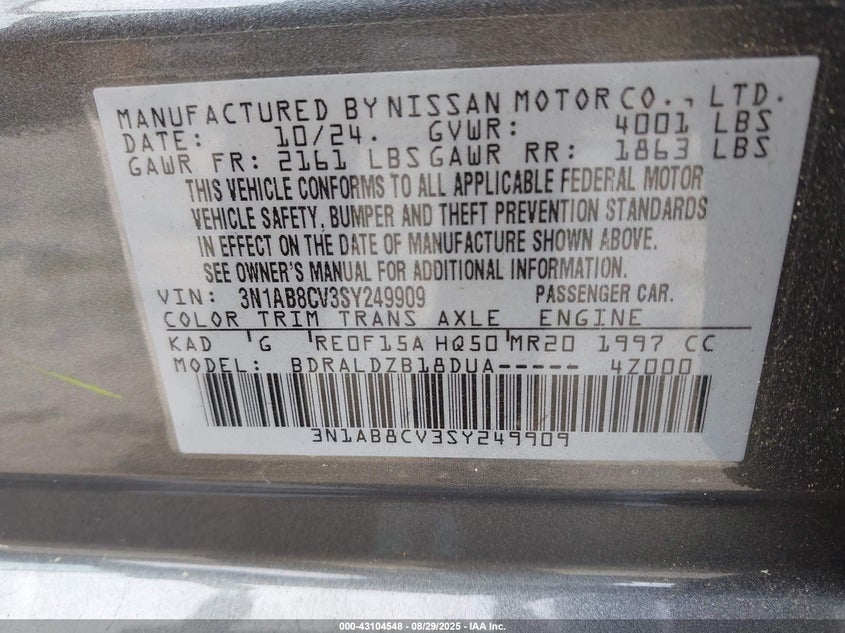 MANUFACTURED BY NISSAN MOTOR CO., LTD.
DATE: 10/24. GVWR: 4001 LBS
GAWR FR: 2161 LBS GAWR RR: 1863 LBS
THIS VEHICLE CONFORMS TO ALL APPLICABLE FEDERAL MOTOR
VEHICLE SAFETY, BUMPER AND THEFT PREVENTION STANDARDS
IN EFFECT ON THE DATE OF MANUFACTURE SHOWN ABOVE.
SEE OWNER'S MANUAL FOR ADDITIONAL INFORMATION.
VIN: 3N1AB8CV3SY249909 PASSENGER CAR.
COLOR TRIM TRANS AXLE ENGINE
KAD G RE0F15A HQ50 MR20 1997 CC
MODEL: BDRALDZB18DUA----- 4Z000
3N1AB8CV3SY249909
000-43104548 - 08/29/2025 - IAA Inc.